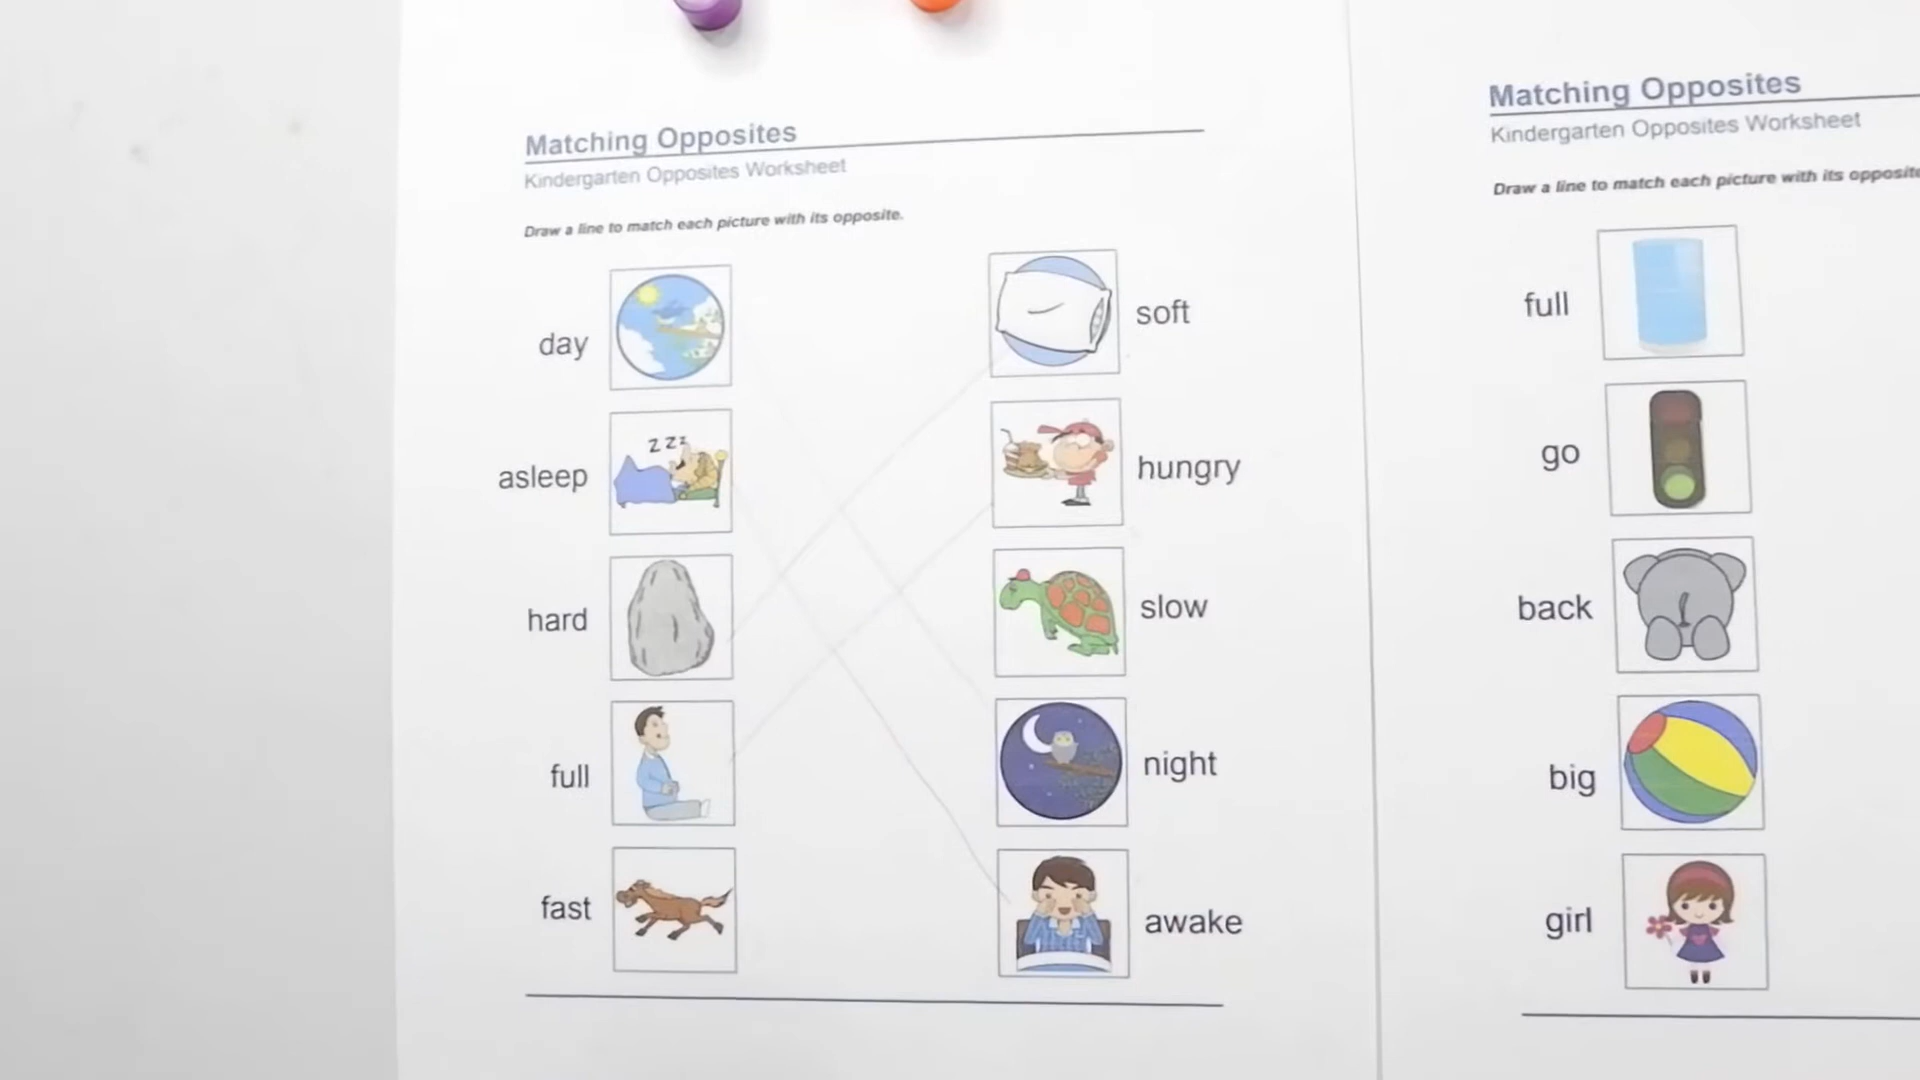 Matching Opposites
Kindergarten Opposites Worksheet
Draw a line to match each picture with its opposite.
day
soft
asleep
z z z
hungry
hard
slow
full
night
fast
awake
Matching Opposites
Kindergarten Opposites Worksheet
Draw a line to match each picture with its opposite
full
go
back
big
girl